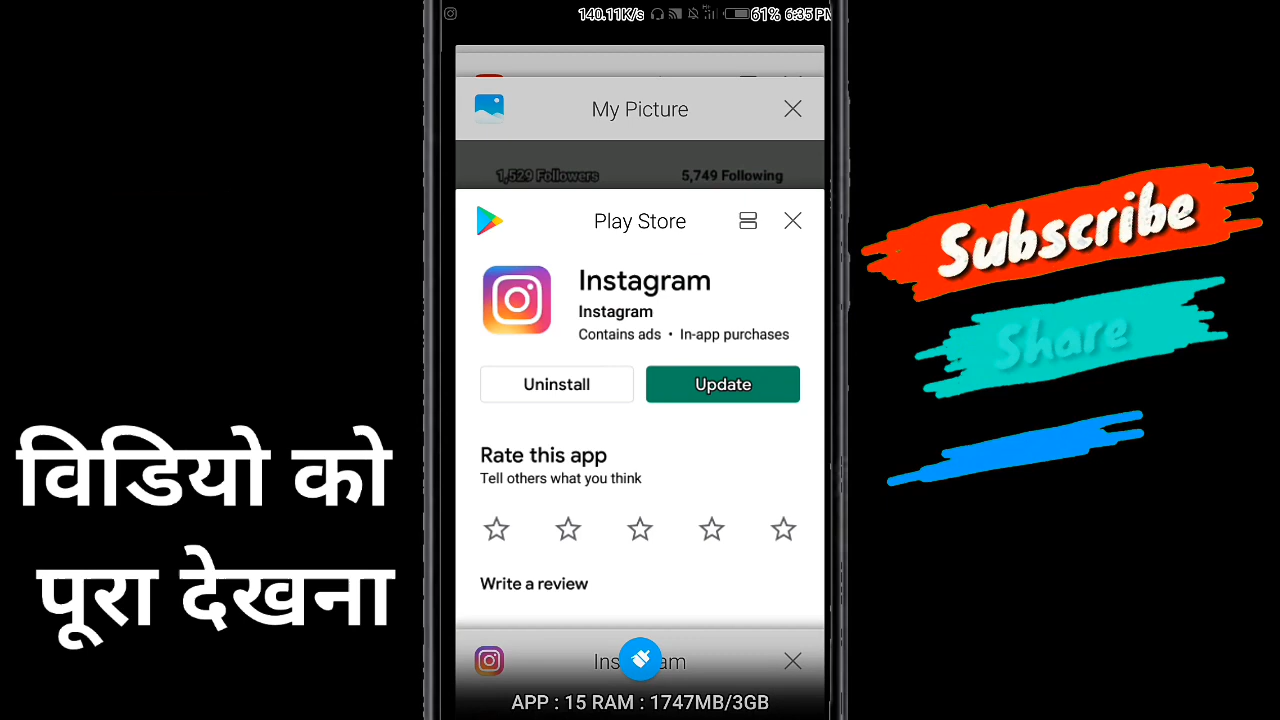 140.11K/s 61% 6:35 PM
My Picture
1,529 Followers 5,749 Following
Play Store
Instagram
Instagram
Contains ads • In-app purchases
Uninstall Update
Rate this app
Tell others what you think
Write a review
APP : 15 RAM : 1747MB/3GB
विडियो को
पूरा देखना
Subscribe
Share